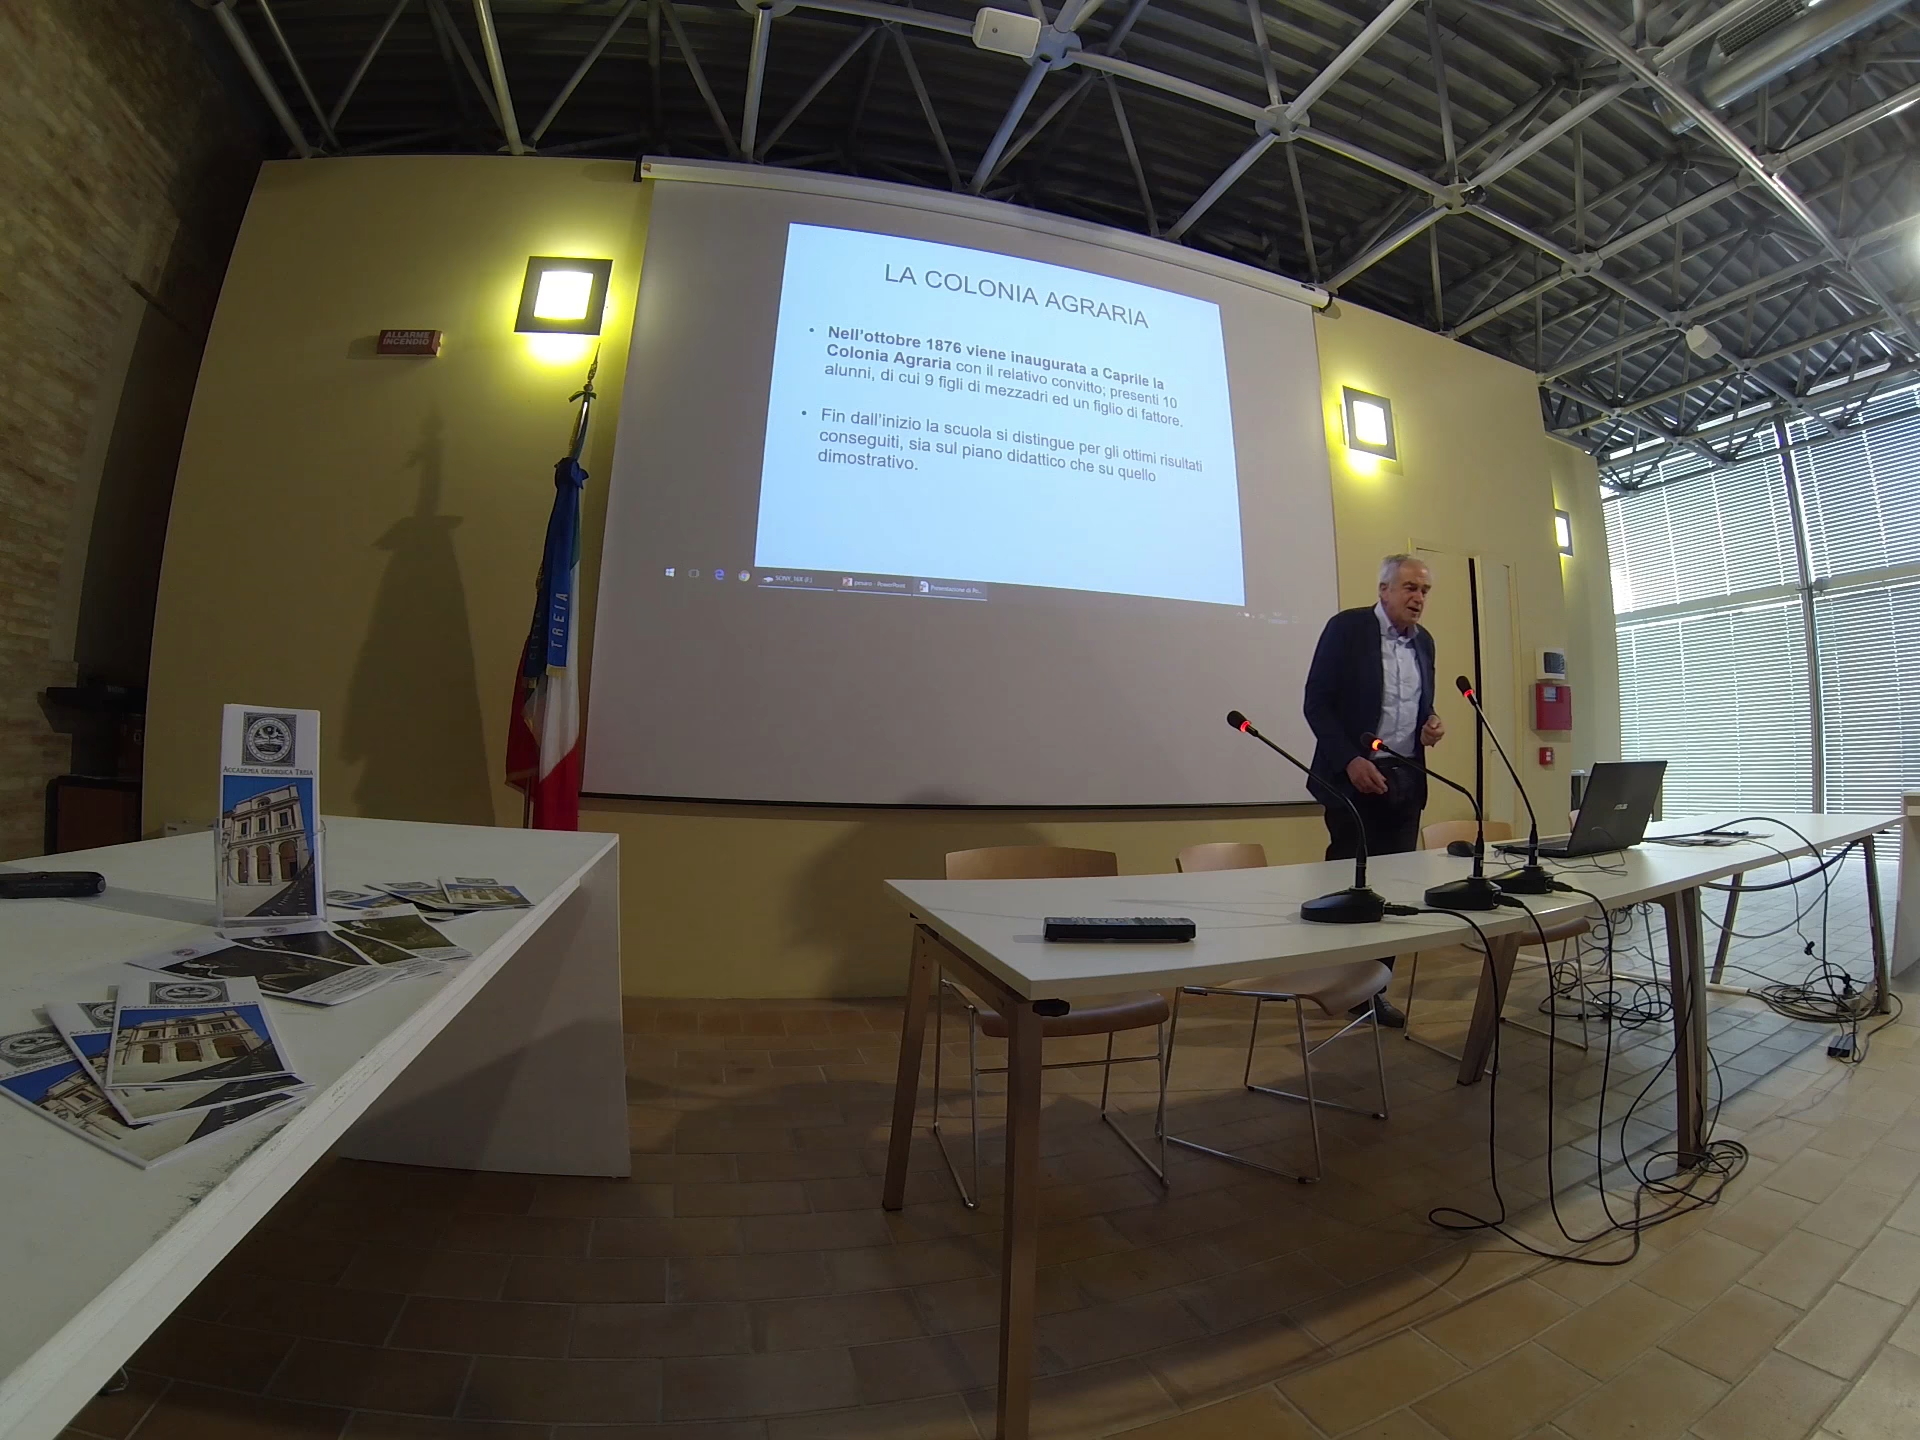 LA COLONIA AGRARIA
• Nell'ottobre 1876 viene inaugurata a Caprile la
Colonia Agraria con il relativo convitto; presenti 10
alunni, di cui 9 figli di mezzadri ed un figlio di fattore.
• Fin dall'inizio la scuola si distingue per gli ottimi risultati
conseguiti, sia sul piano didattico che su quello
dimostrativo.
pesaro - PowerPoint
ALLARME
INCENDIO
TREIA
ACCADEMIA GEORGICA TREIA